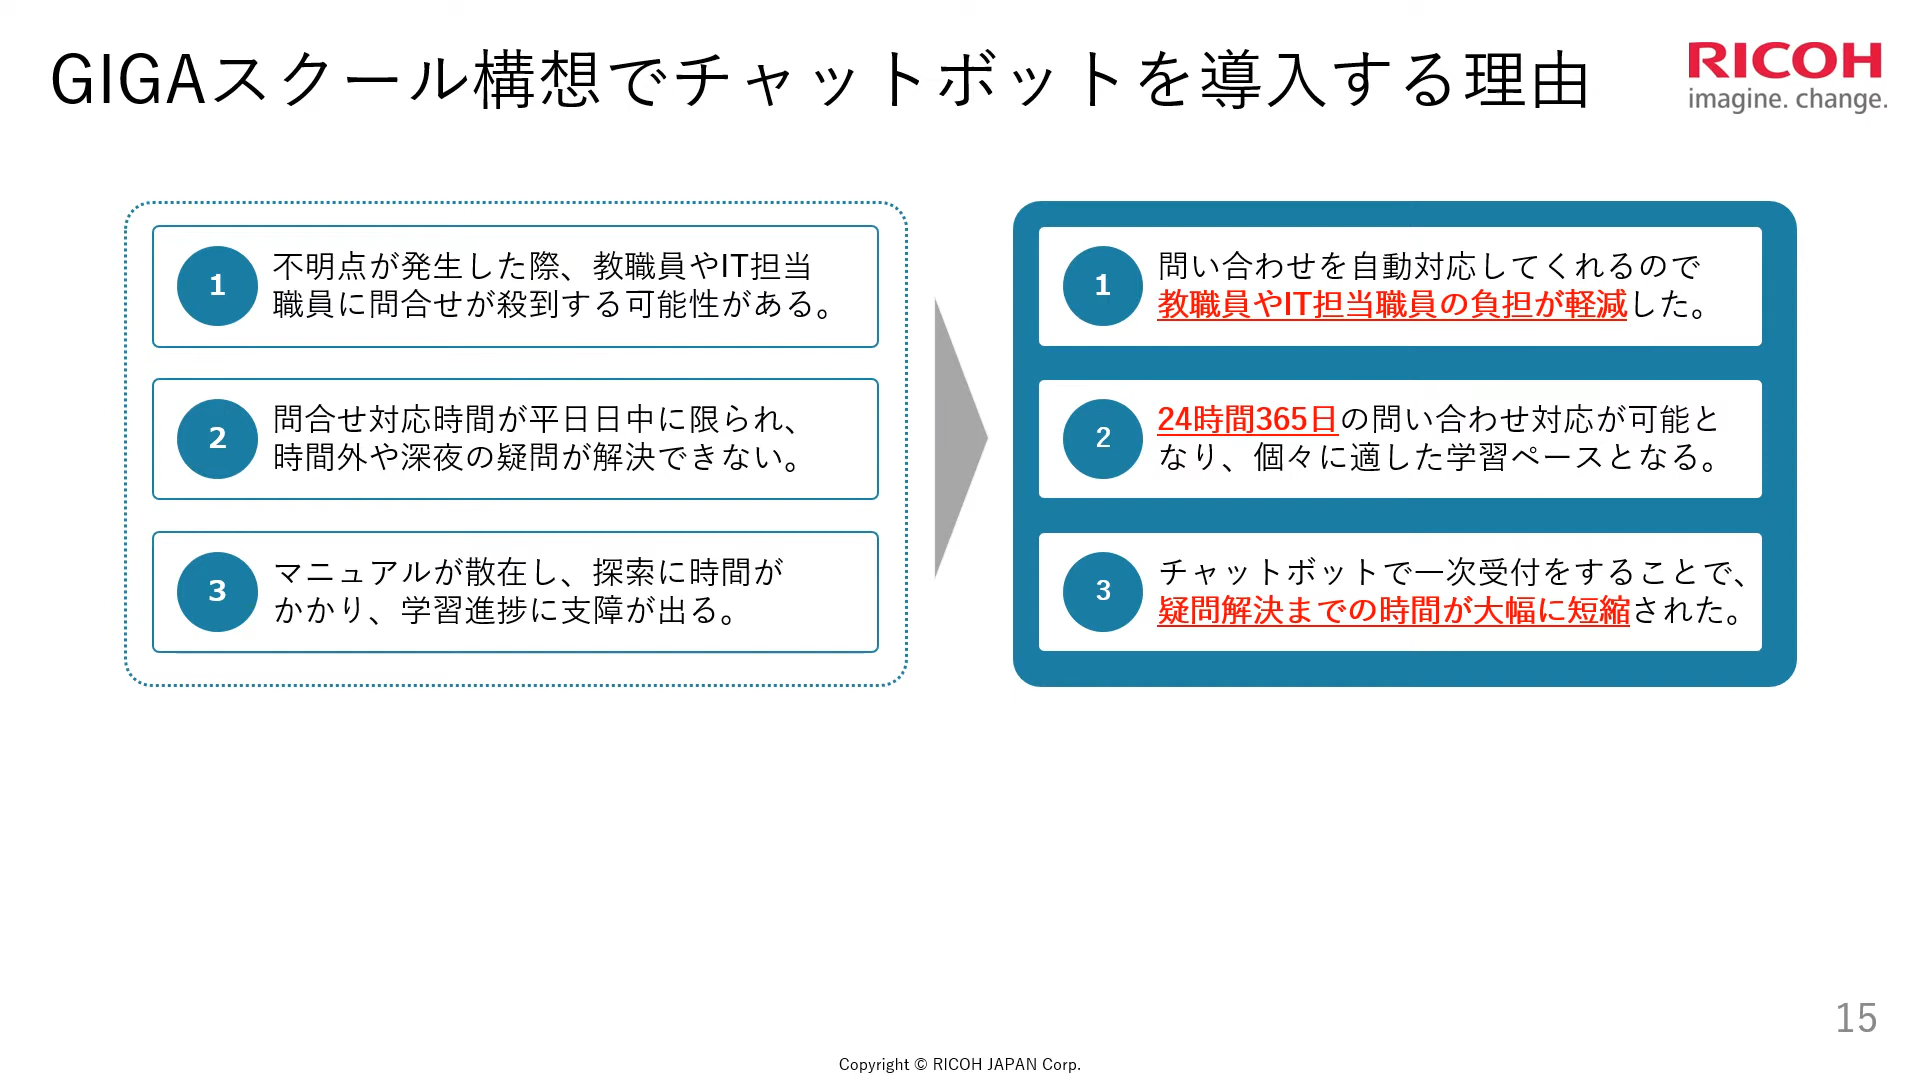 GIGAスクール構想でチャットボットを導入する理由
RICOH
imagine. change.
1
不明点が発生した際、教職員やIT担当
職員に問合せが殺到する可能性がある。
2
問合せ対応時間が平日日中に限られ、
時間外や深夜の疑問が解決できない。
3
マニュアルが散在し、探索に時間が
かかり、学習進捗に支障が出る。
1
問い合わせを自動対応してくれるので
教職員やIT担当職員の負担が軽減した。
2
24時間365日の問い合わせ対応が可能と
なり、個々に適した学習ペースとなる。
3
チャットボットで一次受付をすることで、
疑問解決までの時間が大幅に短縮された。
15
Copyright © RICOH JAPAN Corp.